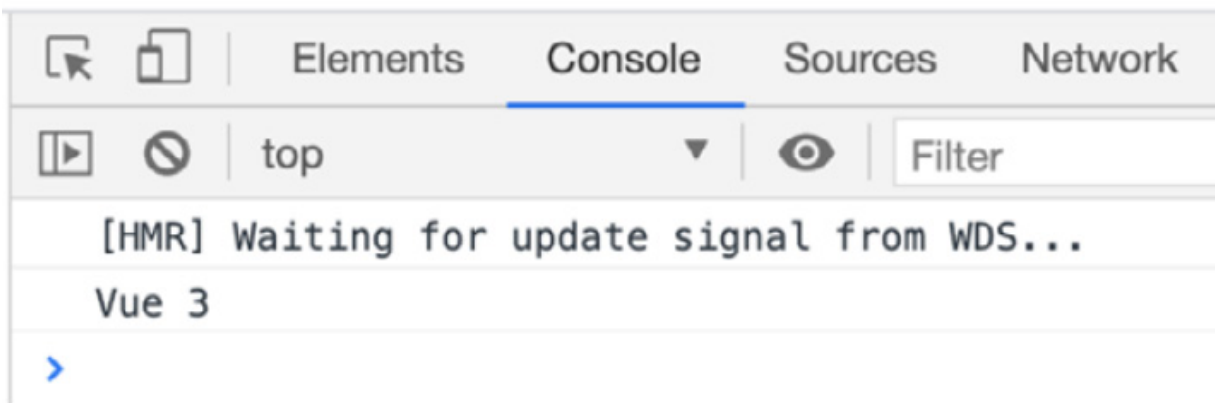 Elements Console Sources Network
top Filter
[HMR] Waiting for update signal from WDS...
Vue 3